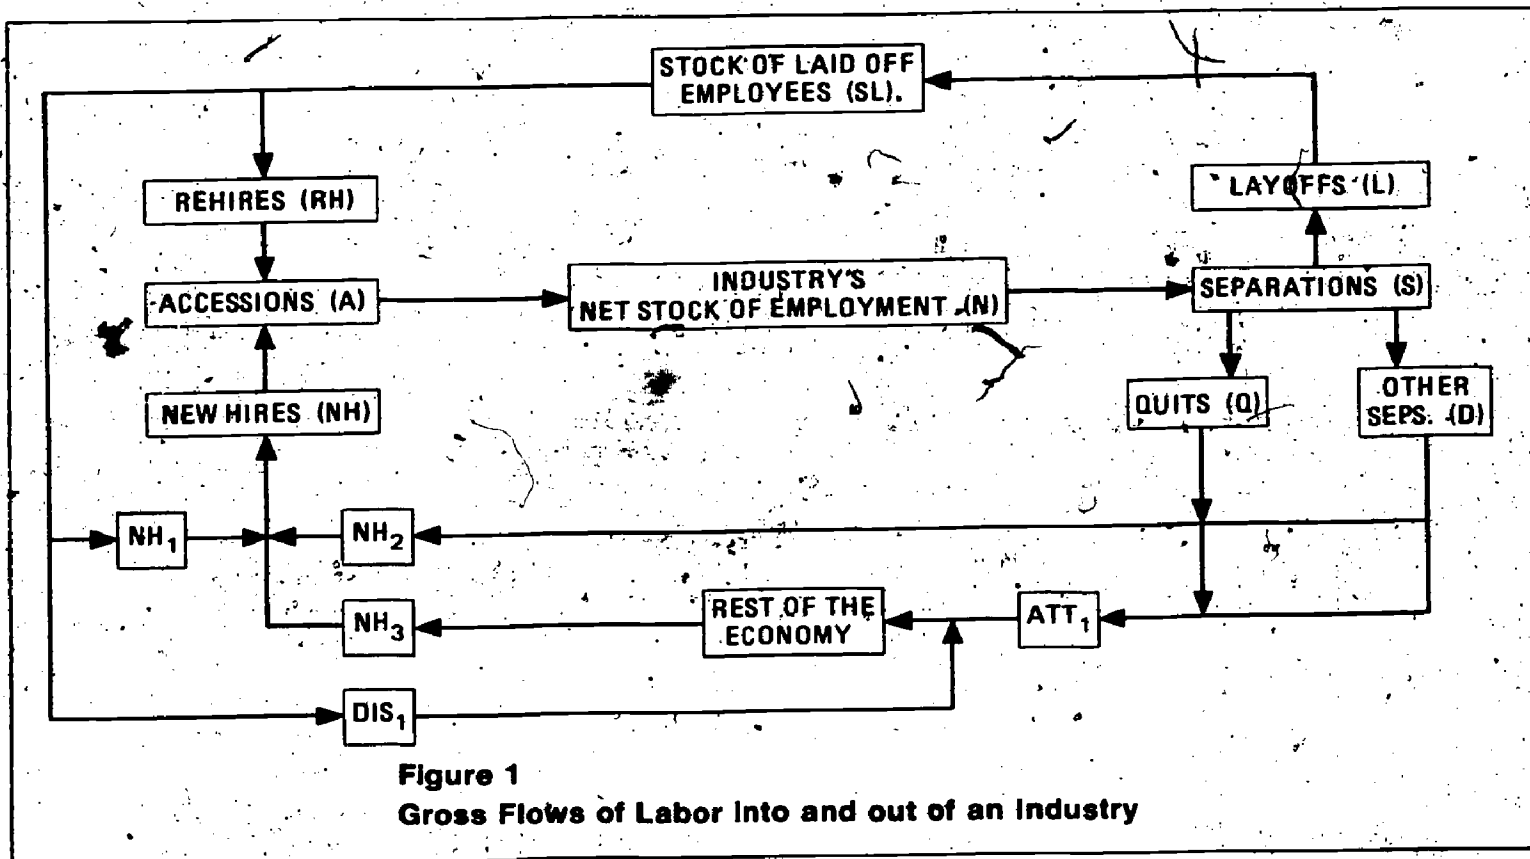 STOCK OF LAID OFF
EMPLOYEES (SL).
REHIRES (RH)
LAYOFFS (L)
ACCESSIONS (A)
INDUSTRY'S
NET STOCK OF EMPLOYMENT (N)
SEPARATIONS (S)
NEW HIRES (NH)
QUITS (Q)
OTHER
SEPS. (D)
NH1
NH2
NH3
REST OF THE
ECONOMY
ATT1
DIS1
Figure 1
Gross Flows of Labor into and out of an Industry